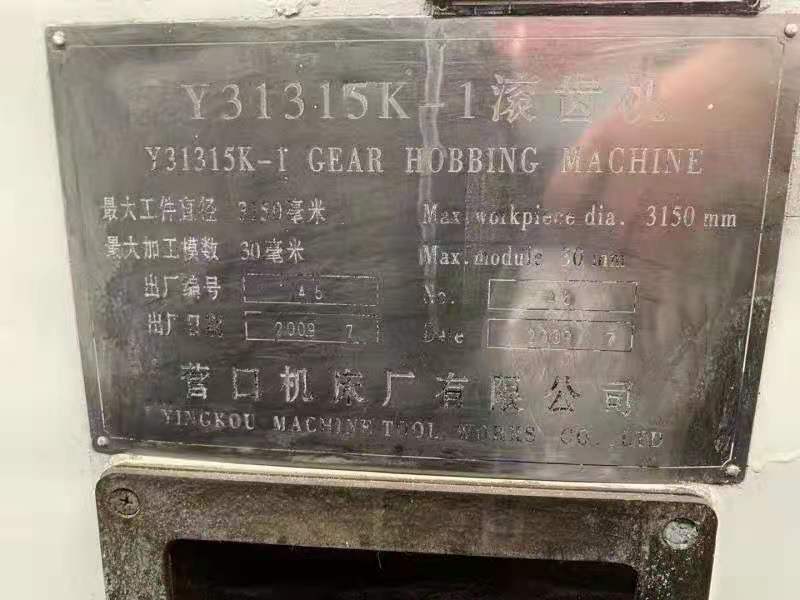 Y31315K-1滚齿机
Y31315K-1 GEAR HOBBING MACHINE
最大工件直径 3150毫米 Max. workpiece dia. 3150 mm
最大加工模数 30毫米 Max. module 30 mm
出厂编号 No.
出厂日期 2009 7 Date 2009 7
营口机床厂有限公司
YINGKOU MACHINE TOOL WORKS CO., LTD